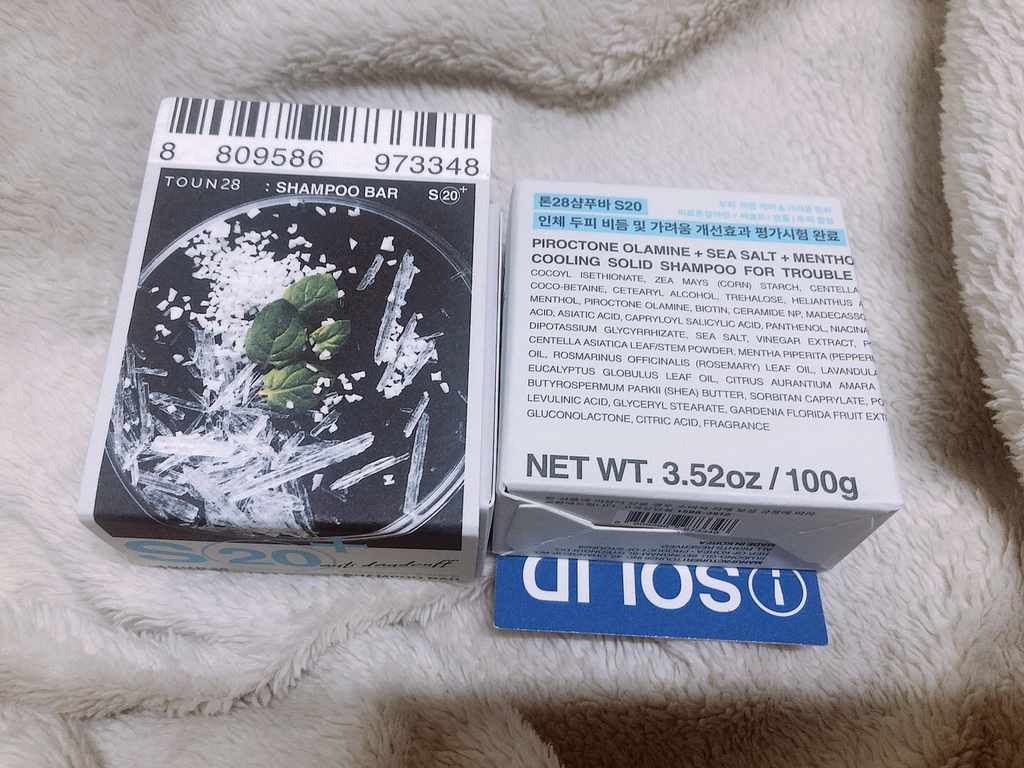 8 809586 973348
TOUN28 : SHAMPOO BAR S20+
S20+
anti dandruff
톤28샴푸바 S20
두피 비듬 케어 & 가려움 완화
인체 두피 비듬 및 가려움 개선효과 평가시험 완료
PIROCTONE OLAMINE + SEA SALT + MENTHO
COOLING SOLID SHAMPOO FOR TROUBLE
COCOYL ISETHIONATE, ZEA MAYS (CORN) STARCH, CENTELLA
COCO-BETAINE, CETEARYL ALCOHOL, TREHALOSE, HELIANTHUS A
MENTHOL, PIROCTONE OLAMINE, BIOTIN, CERAMIDE NP, MADECASSO
ACID, ASIATIC ACID, CAPRYLOYL SALICYLIC ACID, PANTHENOL, NIACINA
DIPOTASSIUM GLYCYRRHIZATE, SEA SALT, VINEGAR EXTRACT, P
CENTELLA ASIATICA LEAF/STEM POWDER, MENTHA PIPERITA (PEPPERI
OIL, ROSMARINUS OFFICINALIS (ROSEMARY) LEAF OIL, LAVANDULA
EUCALYPTUS GLOBULUS LEAF OIL, CITRUS AURANTIUM AMARA
BUTYROSPERMUM PARKII (SHEA) BUTTER, SORBITAN CAPRYLATE, PO
LEVULINIC ACID, GLYCERYL STEARATE, GARDENIA FLORIDA FRUIT EXT
GLUCONOLACTONE, CITRIC ACID, FRAGRANCE
NET WT. 3.52oz / 100g
MADE IN KOREA
SOLID